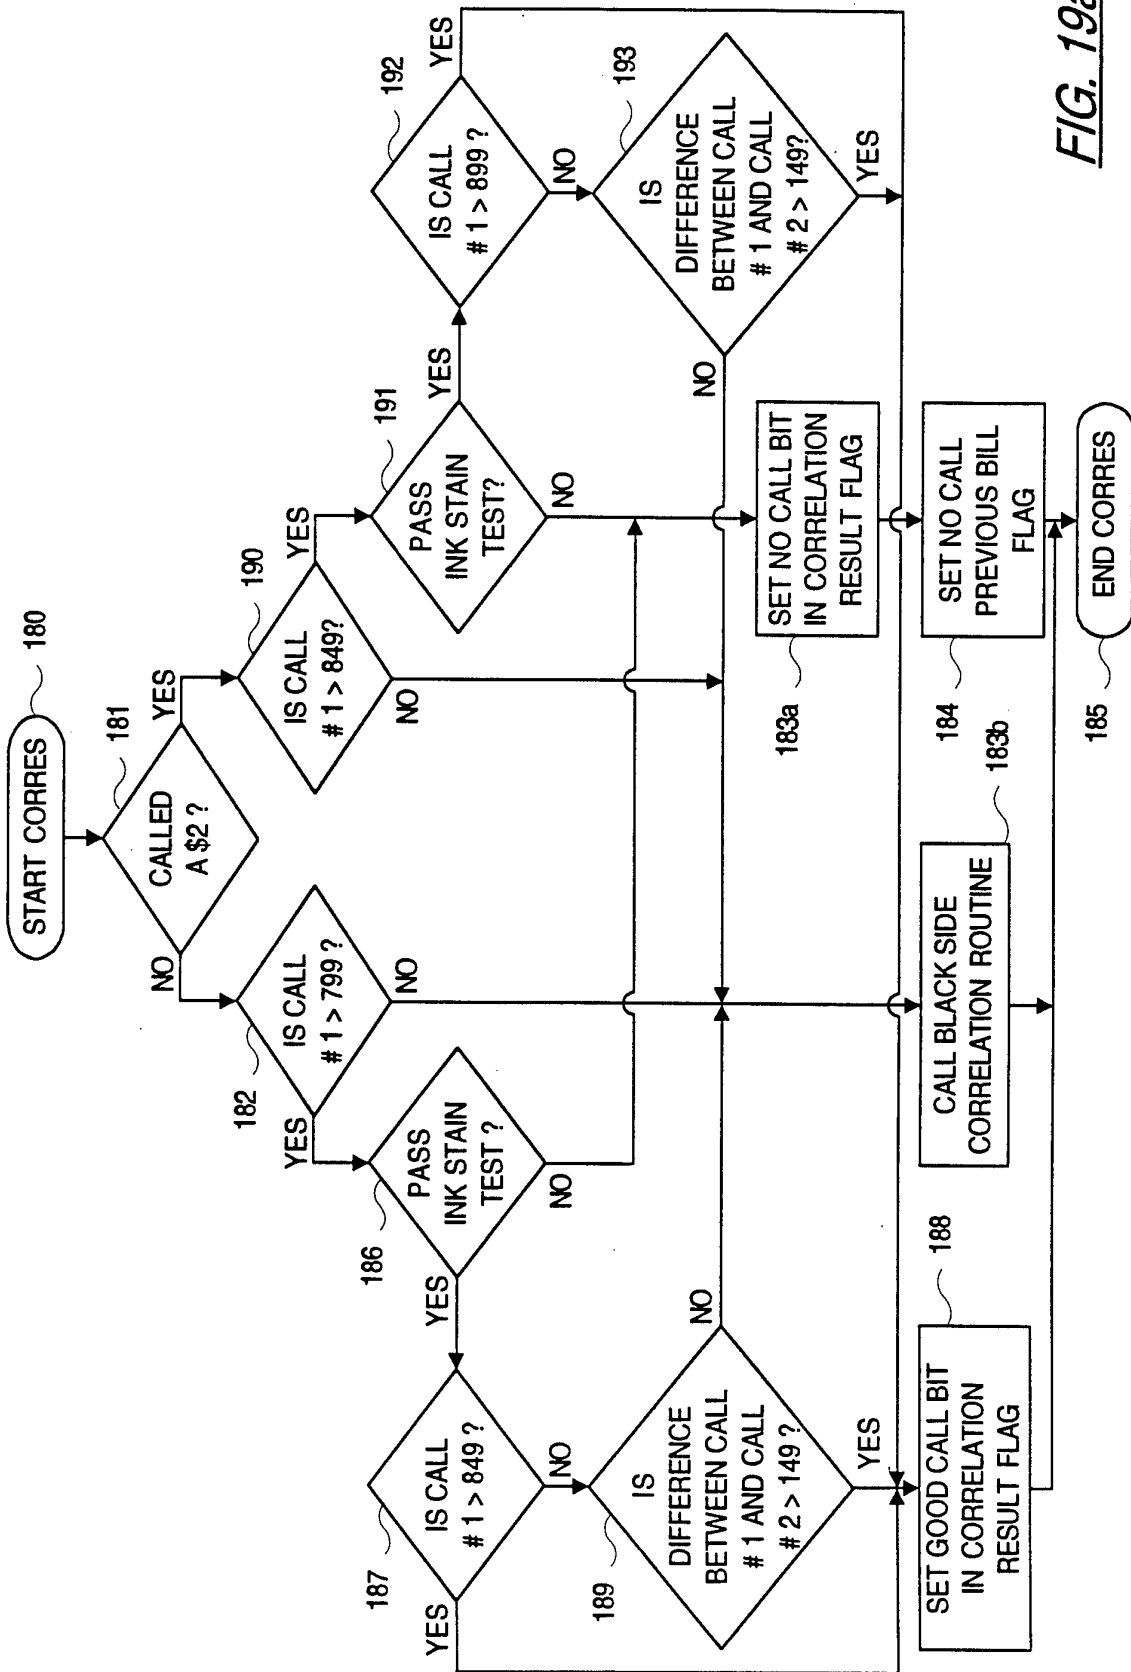 START CORRES
180
CALLED
A $2 ?
181
NO
YES
IS CALL
# 1 > 799 ?
182
YES
NO
IS CALL
# 1 > 849?
190
YES
NO
PASS
INK STAIN
TEST ?
186
YES
NO
PASS
INK STAIN
TEST?
191
YES
NO
IS CALL
# 1 > 849 ?
187
YES
NO
IS CALL
# 1 > 899 ?
192
YES
NO
IS
DIFFERENCE
BETWEEN CALL
# 1 AND CALL
# 2 > 149 ?
189
NO
YES
IS
DIFFERENCE
BETWEEN CALL
# 1 AND CALL
# 2 > 149?
193
NO
YES
SET NO CALL BIT
IN CORRELATION
RESULT FLAG
183a
SET GOOD CALL BIT
IN CORRELATION
RESULT FLAG
188
CALL BLACK SIDE
CORRELATION ROUTINE
183b
SET NO CALL
PREVIOUS BILL
FLAG
184
END CORRES
185
FIG. 19a